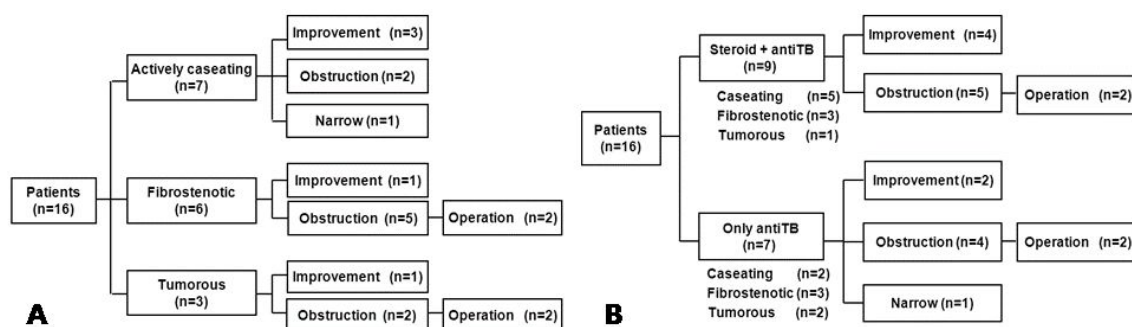 Patients
(n=16)
Actively caseating
(n=7)
Improvement (n=3)
Obstruction (n=2)
Narrow (n=1)
Fibrostenotic
(n=6)
Improvement (n=1)
Obstruction (n=5)
Operation (n=2)
Tumorous
(n=3)
Improvement (n=1)
Obstruction (n=2)
Operation (n=2)
A
Patients
(n=16)
Steroid + antiTB
(n=9)
Caseating (n=5)
Fibrostenotic (n=3)
Tumorous (n=1)
Improvement (n=4)
Obstruction (n=5)
Operation (n=2)
Only antiTB
(n=7)
Caseating (n=2)
Fibrostenotic (n=3)
Tumorous (n=2)
Improvement (n=2)
Obstruction (n=4)
Operation (n=2)
Narrow (n=1)
B